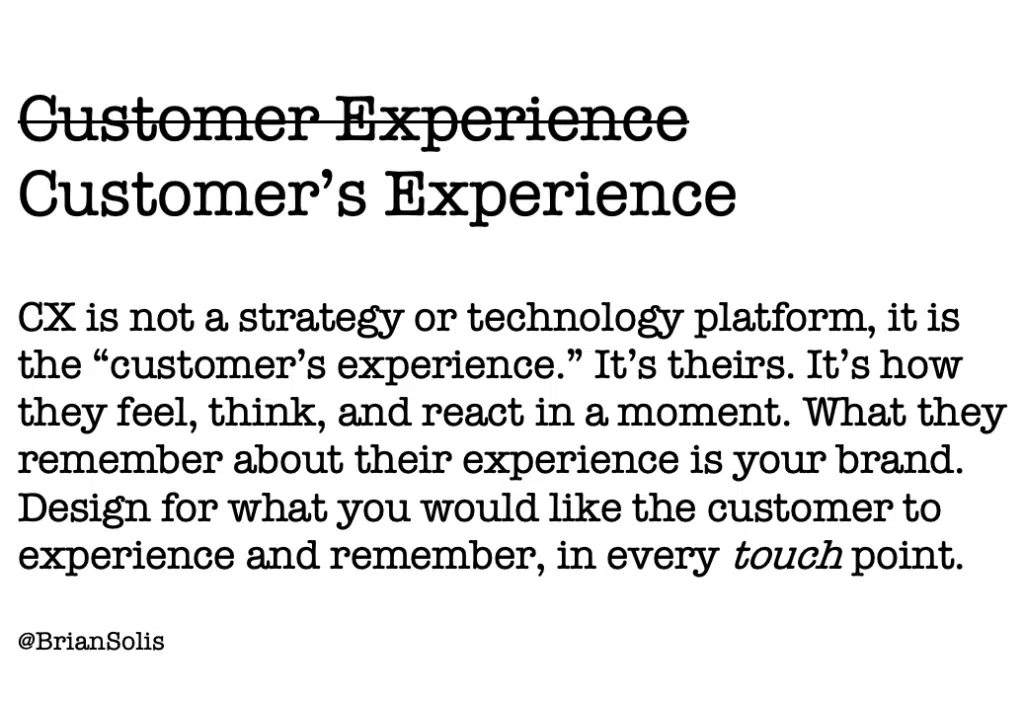 Customer Experience
Customer’s Experience
CX is not a strategy or technology platform, it is
the “customer’s experience.” It’s theirs. It’s how
they feel, think, and react in a moment. What they
remember about their experience is your brand.
Design for what you would like the customer to
experience and remember, in every touch point.
@BrianSolis